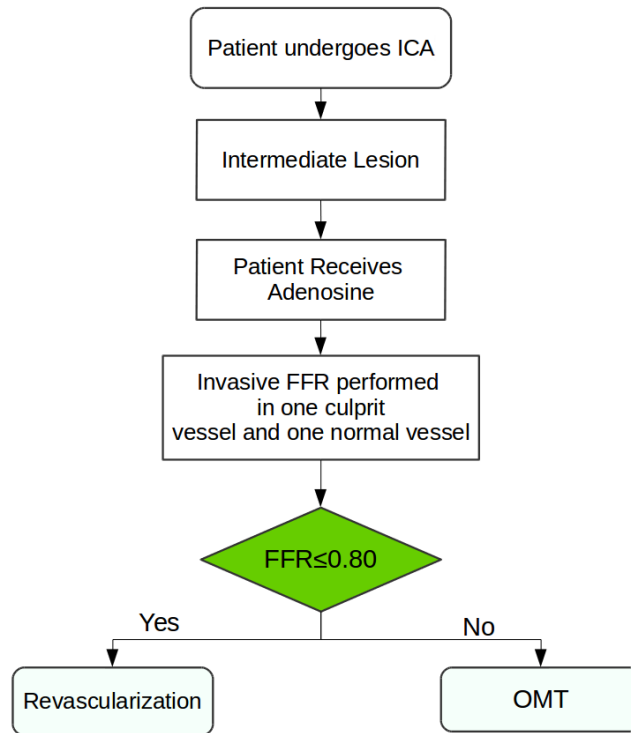 Patient undergoes ICA
Intermediate Lesion
Patient Receives
Adenosine
Invasive FFR performed
in one culprit
vessel and one normal vessel
FFR≤0.80
Yes
No
Revascularization
OMT